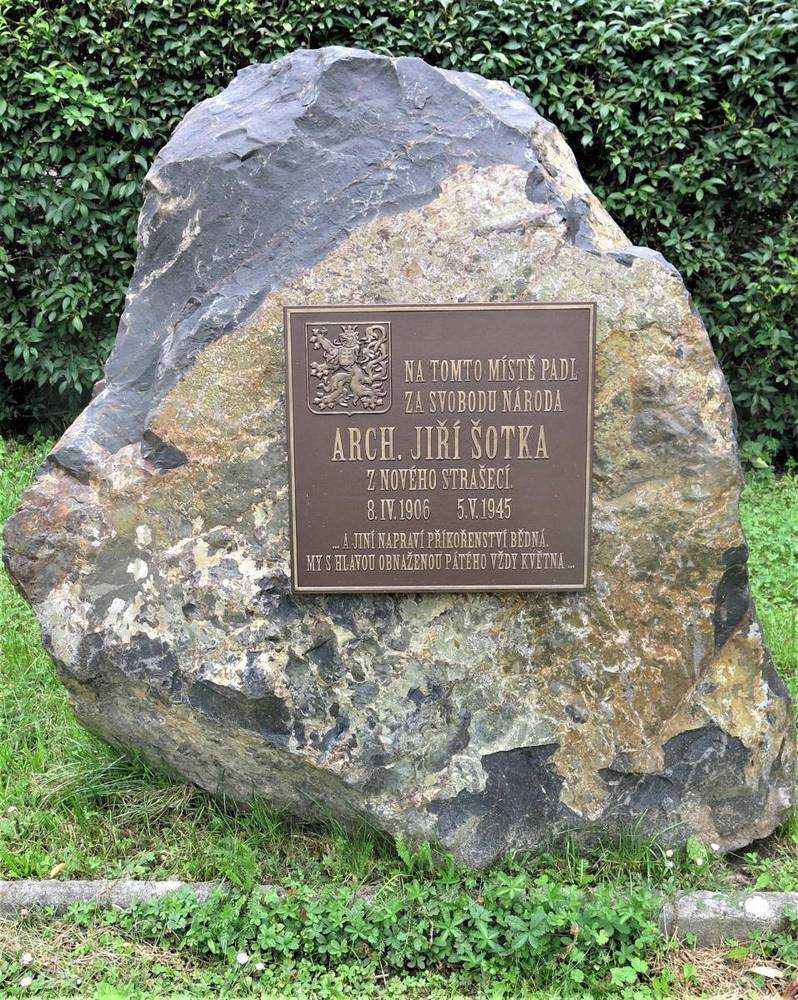 NA TOMTO MÍSTĚ PADL
ZA SVOBODU NÁRODA
ARCH. JIŘÍ ŠOTKA
Z NOVÉHO STRAŠECÍ.
8.IV.1906 5.V.1945
... A JINÍ NAPRAVÍ PŘÍKOŘENSTVÍ BĚDNÁ.
MY S HLAVOU OBNAŽENOU PÁTÉHO VŽDY KVĚTNA ...